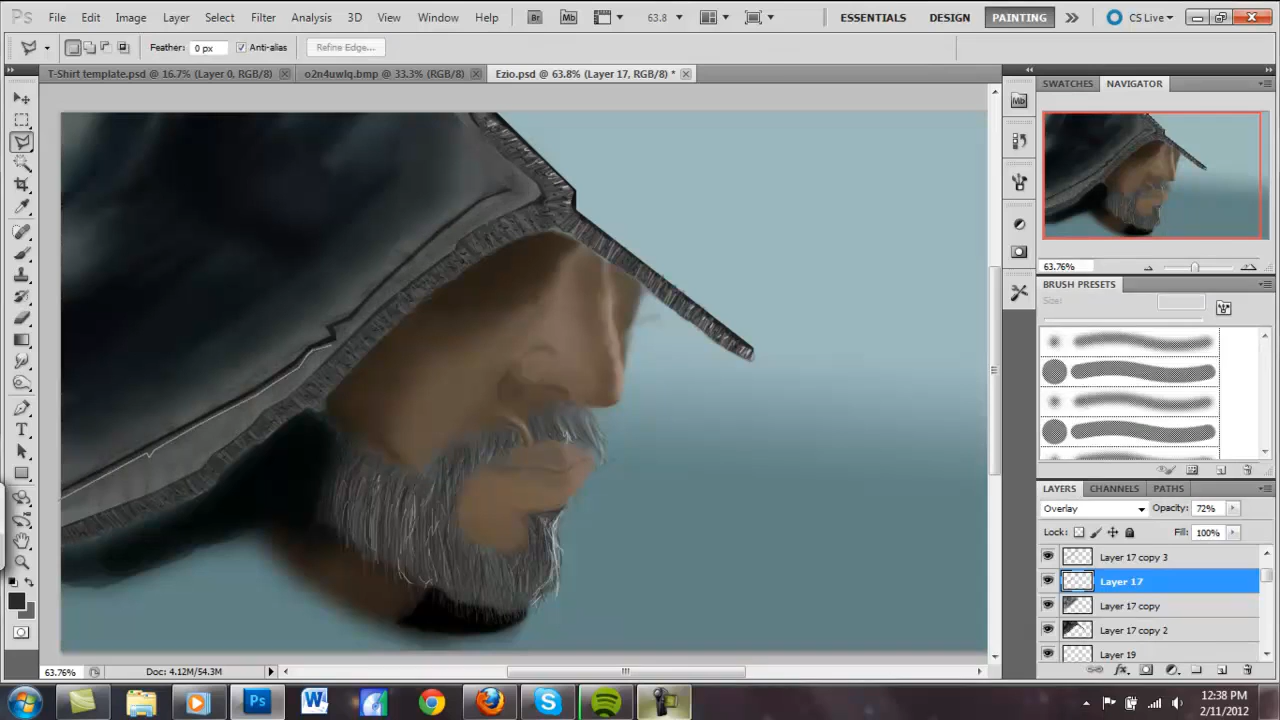 Ps File Edit Image Layer Select Filter Analysis 3D View Window Help Br Mb 63.8 ESSENTIALS DESIGN PAINTING CS Live
Feather: 0 px Anti-alias Refine Edge...
T-Shirt template.psd @ 16.7% (Layer 0, RGB/8) o2n4uwlq.bmp @ 33.3% (RGB/8) Ezio.psd @ 63.8% (Layer 17, RGB/8) *
SWATCHES NAVIGATOR
Mb
63.76%
BRUSH PRESETS
Size:
LAYERS CHANNELS PATHS
Overlay Opacity: 72%
Lock: Fill: 100%
Layer 17 copy 3
Layer 17
Layer 17 copy
Layer 17 copy 2
Layer 19
63.76% Doc: 4.12M/54.3M
12:38 PM
2/11/2012